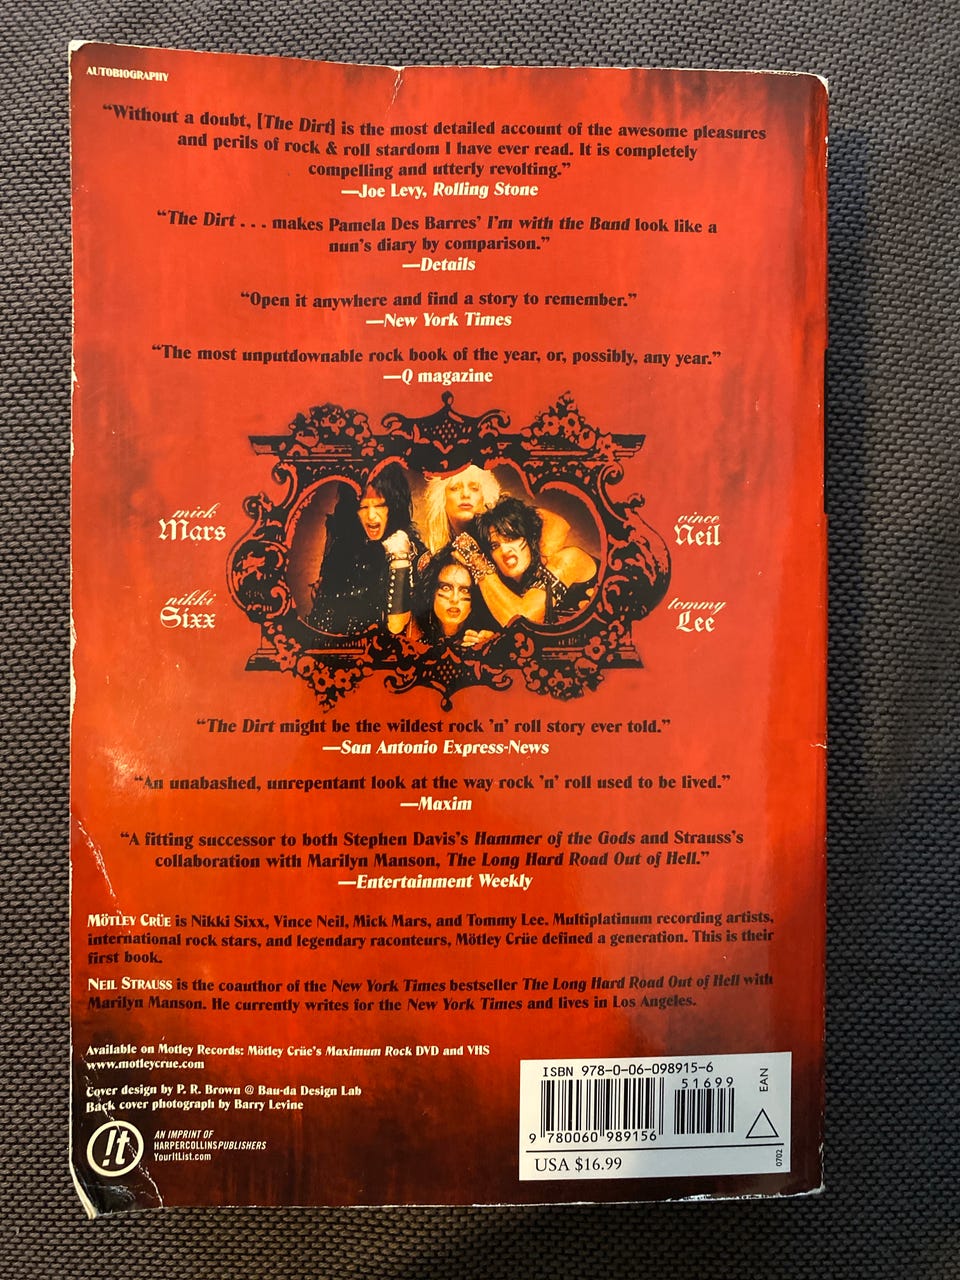 AUTOBIOGRAPHY
“Without a doubt, [The Dirt] is the most detailed account of the awesome pleasures
and perils of rock & roll stardom I have ever read. It is completely
compelling and utterly revolting.”
—Joe Levy, Rolling Stone
“The Dirt . . . makes Pamela Des Barres’ I’m with the Band look like a
nun’s diary by comparison.”
—Details
“Open it anywhere and find a story to remember.”
—New York Times
“The most unputdownable rock book of the year, or, possibly, any year.”
—Q magazine
mick
Mars
vince
Neil
nikki
Sixx
tommy
Lee
“The Dirt might be the wildest rock ’n’ roll story ever told.”
—San Antonio Express-News
“An unabashed, unrepentant look at the way rock ’n’ roll used to be lived.”
—Maxim
“A fitting successor to both Stephen Davis’s Hammer of the Gods and Strauss’s
collaboration with Marilyn Manson, The Long Hard Road Out of Hell.”
—Entertainment Weekly
MÖTLEY CRÜE is Nikki Sixx, Vince Neil, Mick Mars, and Tommy Lee. Multiplatinum recording artists,
international rock stars, and legendary raconteurs, Mötley Crüe defined a generation. This is their
first book.
NEIL STRAUSS is the coauthor of the New York Times bestseller The Long Hard Road Out of Hell with
Marilyn Manson. He currently writes for the New York Times and lives in Los Angeles.
Available on Motley Records: Mötley Crüe’s Maximum Rock DVD and VHS
www.motleycrue.com
Cover design by P. R. Brown @ Bau-da Design Lab
Back cover photograph by Barry Levine
!t
AN IMPRINT OF
HARPERCOLLINSPUBLISHERS
YourItList.com
ISBN 978-0-06-098915-6
51699
EAN
9 780060 989156
USA $16.99
0702